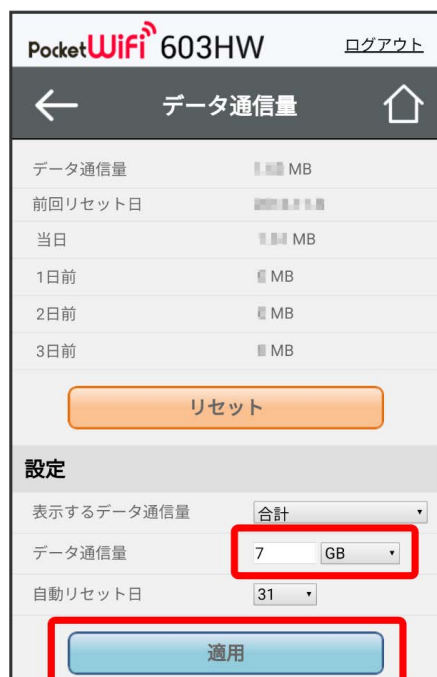 PocketWiFi 603HW ログアウト
データ通信量
データ通信量 MB
前回リセット日
当日 MB
1日前 MB
2日前 MB
3日前 MB
リセット
設定
表示するデータ通信量 合計
データ通信量 7 GB
自動リセット日 31
適用